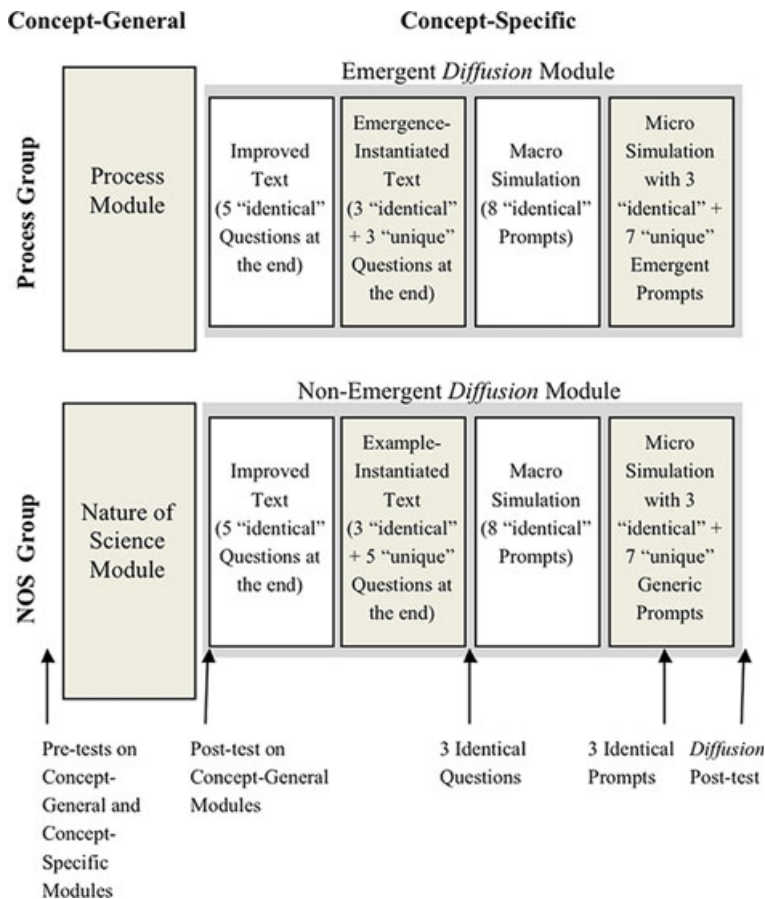 Concept-General
Concept-Specific
Process Group
Emergent Diffusion Module
Process
Module
Improved
Text
(5 “identical”
Questions at
the end)
Emergence-
Instantiated
Text
(3 “identical”
+ 3 “unique”
Questions at
the end)
Macro
Simulation
(8 “identical”
Prompts)
Micro
Simulation
with 3
“identical” +
7 “unique”
Emergent
Prompts
NOS Group
Non-Emergent Diffusion Module
Nature of
Science
Module
Improved
Text
(5 “identical”
Questions at
the end)
Example-
Instantiated
Text
(3 “identical”
+ 5 “unique”
Questions at
the end)
Macro
Simulation
(8 “identical”
Prompts)
Micro
Simulation
with 3
“identical” +
7 “unique”
Generic
Prompts
Pre-tests on
Concept-
General and
Concept-
Specific
Modules
Post-test on
Concept-General
Modules
3 Identical
Questions
3 Identical
Prompts
Diffusion
Post-test